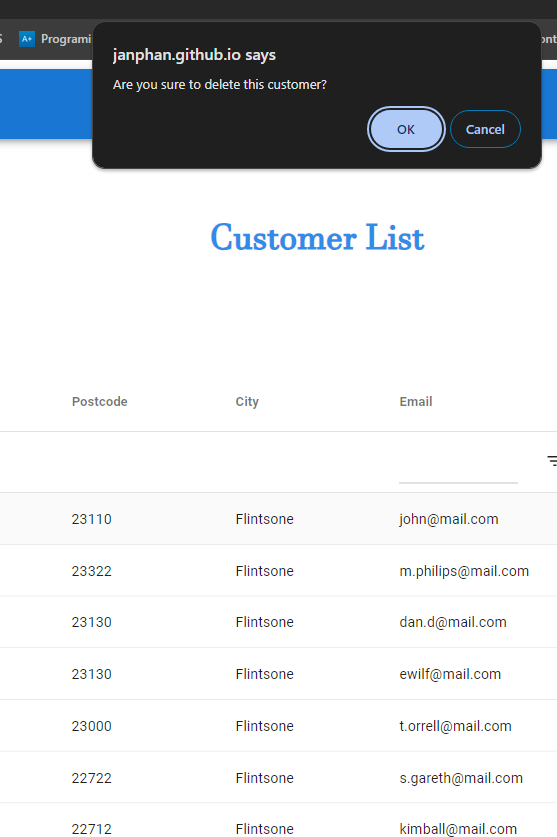 S A+ Programi
janphan.github.io says
Are you sure to delete this customer?
OK Cancel
ont
Customer List
Postcode City Email
23110 Flintsone john@mail.com
23322 Flintsone m.philips@mail.com
23130 Flintsone dan.d@mail.com
23130 Flintsone ewilf@mail.com
23000 Flintsone t.orrell@mail.com
22722 Flintsone s.gareth@mail.com
22712 Flintsone kimball@mail.com